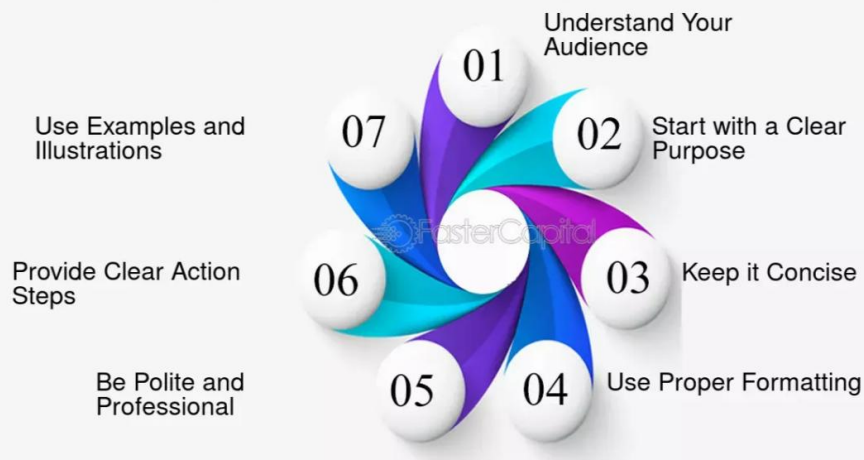 01
Understand Your
Audience
02
Start with a Clear
Purpose
03
Keep it Concise
04
Use Proper Formatting
05
Be Polite and
Professional
06
Provide Clear Action
Steps
07
Use Examples and
Illustrations
FasterCapital